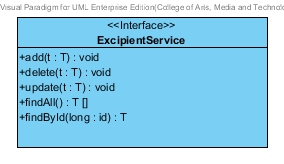 Visual Paradigm for UML Enterprise Edition(College of Arts, Media and Technolo
<<Interface>>
ExcipientService
+add(t : T) : void
+delete(t : T) : void
+update(t : T) : void
+findAll() : T []
+findById(long : id) : T